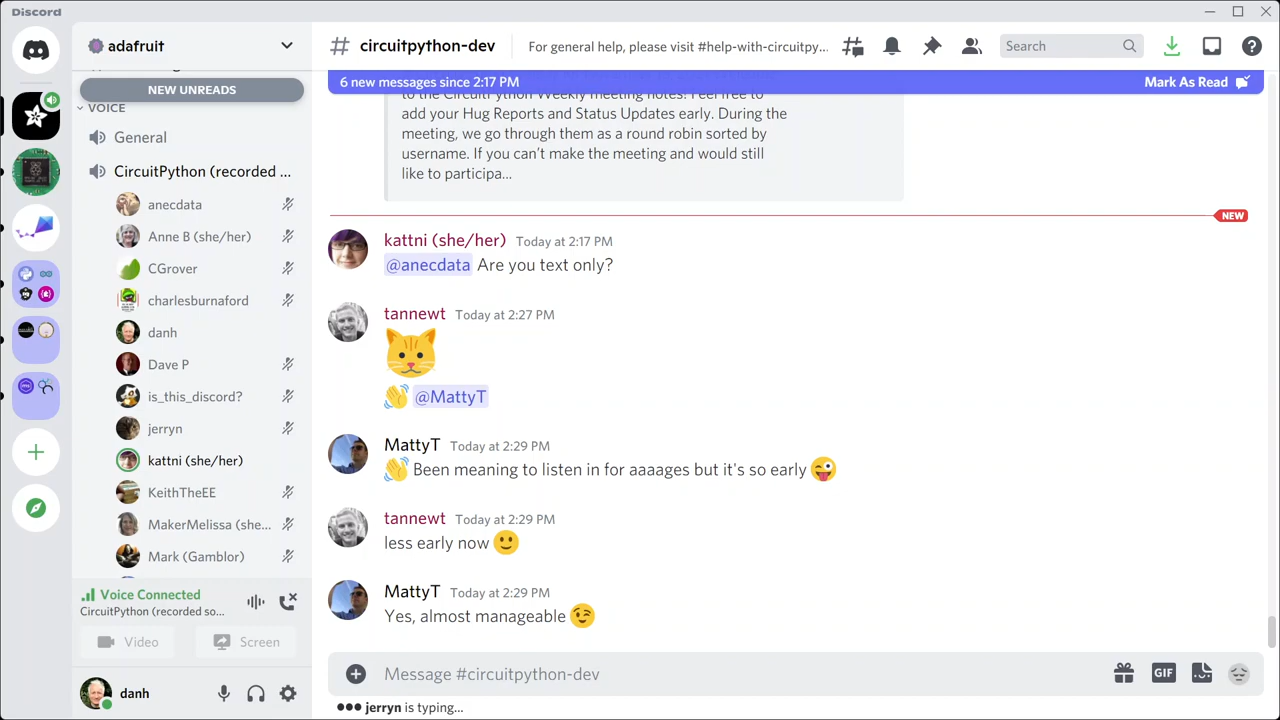 Discord
adafruit
circuitpython-dev
For general help, please visit #help-with-circuitpy...
Search
NEW UNREADS
VOICE
General
CircuitPython (recorded ...
anecdata
Anne B (she/her)
CGrover
charlesburnaford
danh
Dave P
is_this_discord?
jerryn
kattni (she/her)
KeithTheEE
MakerMelissa (she...
Mark (Gamblor)
Voice Connected
CircuitPython (recorded so...
Video
Screen
danh
6 new messages since 2:17 PM
Mark As Read
to the CircuitPython Weekly meeting notes! Feel free to
add your Hug Reports and Status Updates early. During the
meeting, we go through them as a round robin sorted by
username. If you can't make the meeting and would still
like to participa...
NEW
kattni (she/her) Today at 2:17 PM
@anecdata Are you text only?
tannewt Today at 2:27 PM
@MattyT
MattyT Today at 2:29 PM
Been meaning to listen in for aaaages but it's so early
tannewt Today at 2:29 PM
less early now
MattyT Today at 2:29 PM
Yes, almost manageable
Message #circuitpython-dev
GIF
jerryn is typing...